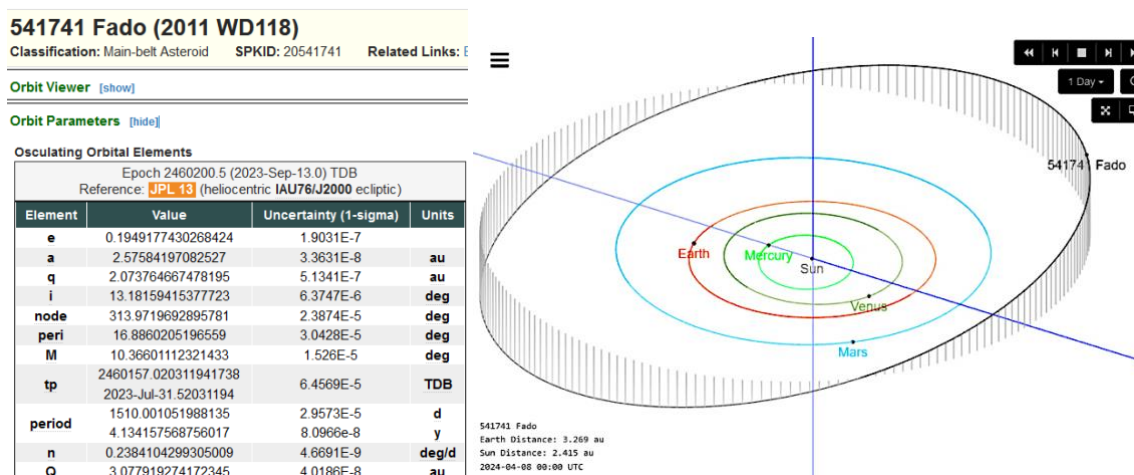 541741 Fado (2011 WD118)
Classification: Main-belt Asteroid SPKID: 20541741 Related Links:
Orbit Viewer [show]
Orbit Parameters [hide]
Osculating Orbital Elements
Epoch 2460200.5 (2023-Sep-13.0) TDB
Reference: JPL 13 (heliocentric IAU76/J2000 ecliptic)
Element Value Uncertainty (1-sigma) Units
e 0.1949177430268424 1.9031E-7
a 2.57584197082527 3.3631E-8 au
q 2.073764667478195 5.1341E-7 au
i 13.18159415377723 6.3747E-6 deg
node 313.9719692895781 2.3874E-5 deg
peri 16.8860205196559 3.0428E-5 deg
M 10.36601112321433 1.526E-5 deg
tp 2460157.020311941738 6.4569E-5 TDB
2023-Jul-31.52031194
period 1510.001051988135 2.9573E-5 d
4.134157568756017 8.0966e-8 y
n 0.2384104299305009 4.6691E-9 deg/d
Q 3.077919274172345 4.0186E-8 au
1 Day
54174 Fado
Earth
Mercury
Sun
Venus
Mars
541741 Fado
Earth Distance: 3.269 au
Sun Distance: 2.415 au
2024-04-08 00:00 UTC